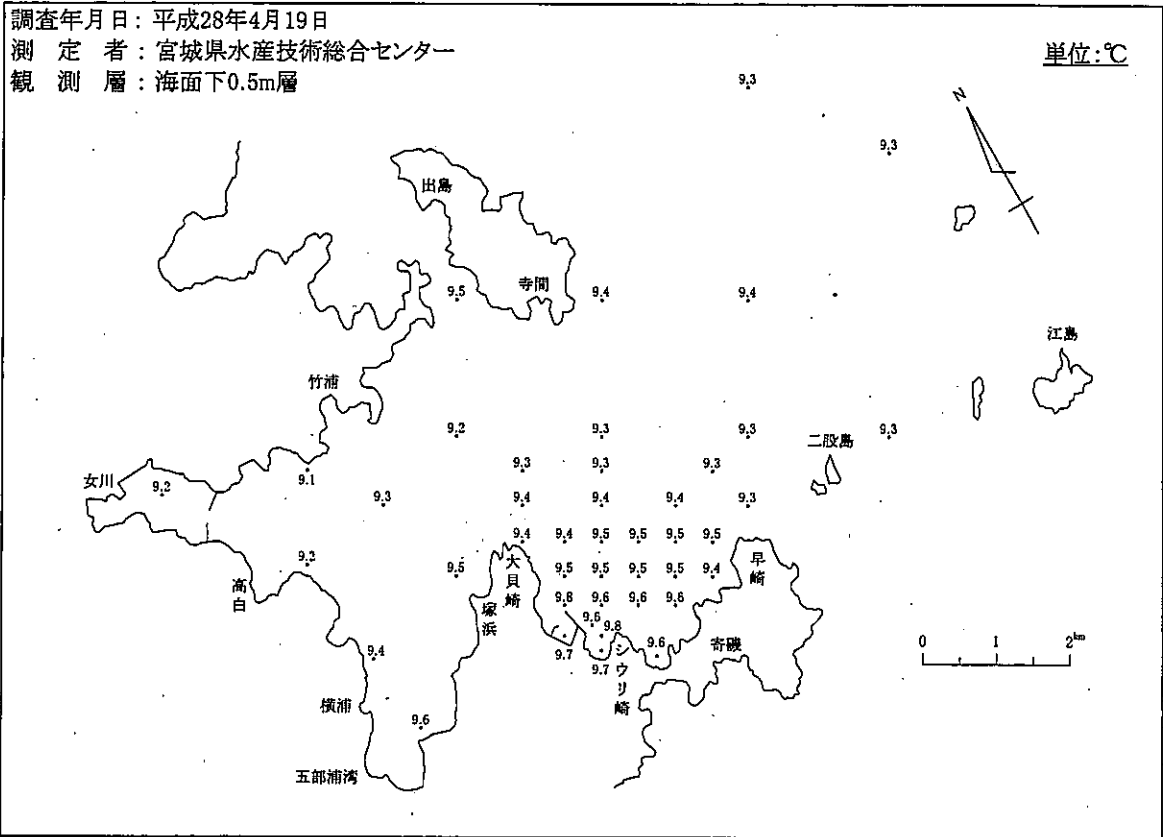 調査年月日：平成28年4月19日
測　定　者：宮城県水産技術総合センター
観　測　層：海面下0.5m層
単位：℃
9.3
N
9.3
出島
寺間
9.5
9.4
9.4
江島
竹浦
9.2
9.3
9.3
9.3
二股島
9.3
9.3
9.3
女川
9.2
9.1
9.3
9.4
9.4
9.4
9.3
9.4
9.4
9.5
9.5
9.5
9.5
9.2
9.5
9.5
9.5
9.5
9.5
9.4
大貝崎
早崎
高白
塚浜
9.8
9.6
9.6
9.6
9.6
9.8
9.7
9.7
9.6
シウリ崎
寄磯
0 1 2km
9.4
横浦
9.6
五部浦湾